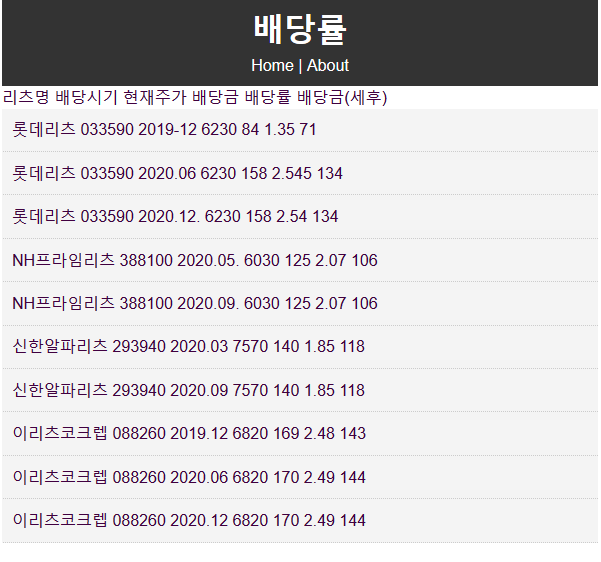 배당률
Home | About
리츠명 배당시기 현재주가 배당금 배당률 배당금(세후)
롯데리츠 033590 2019-12 6230 84 1.35 71
롯데리츠 033590 2020.06 6230 158 2.545 134
롯데리츠 033590 2020.12. 6230 158 2.54 134
NH프라임리츠 388100 2020.05. 6030 125 2.07 106
NH프라임리츠 388100 2020.09. 6030 125 2.07 106
신한알파리츠 293940 2020.03 7570 140 1.85 118
신한알파리츠 293940 2020.09 7570 140 1.85 118
이리츠코크렙 088260 2019.12 6820 169 2.48 143
이리츠코크렙 088260 2020.06 6820 170 2.49 144
이리츠코크렙 088260 2020.12 6820 170 2.49 144